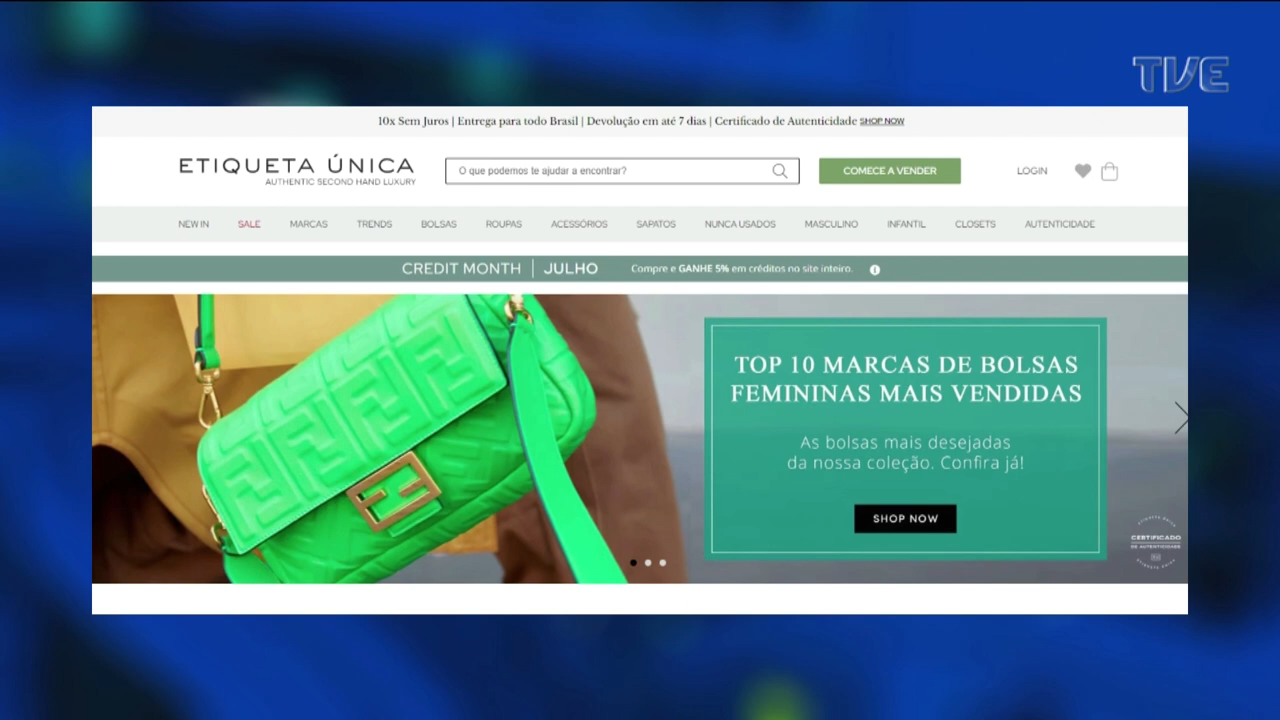 TVE
10x Sem Juros | Entrega para todo Brasil | Devolução em até 7 dias | Certificado de Autenticidade SHOP NOW
ETIQUETA ÚNICA
AUTHENTIC SECOND HAND LUXURY
O que podemos te ajudar a encontrar?
COMECE A VENDER
LOGIN
NEW IN SALE MARCAS TRENDS BOLSAS ROUPAS ACESSÓRIOS SAPATOS NUNCA USADOS MASCULINO INFANTIL CLOSETS AUTENTICIDADE
CREDIT MONTH | JULHO Compre e GANHE 5% em créditos no site inteiro.
TOP 10 MARCAS DE BOLSAS
FEMININAS MAIS VENDIDAS
As bolsas mais desejadas
da nossa coleção. Confira já!
SHOP NOW
ETIQUETA ÚNICA
CERTIFICADO
DE AUTENTICIDADE
ETIQUETA ÚNICA